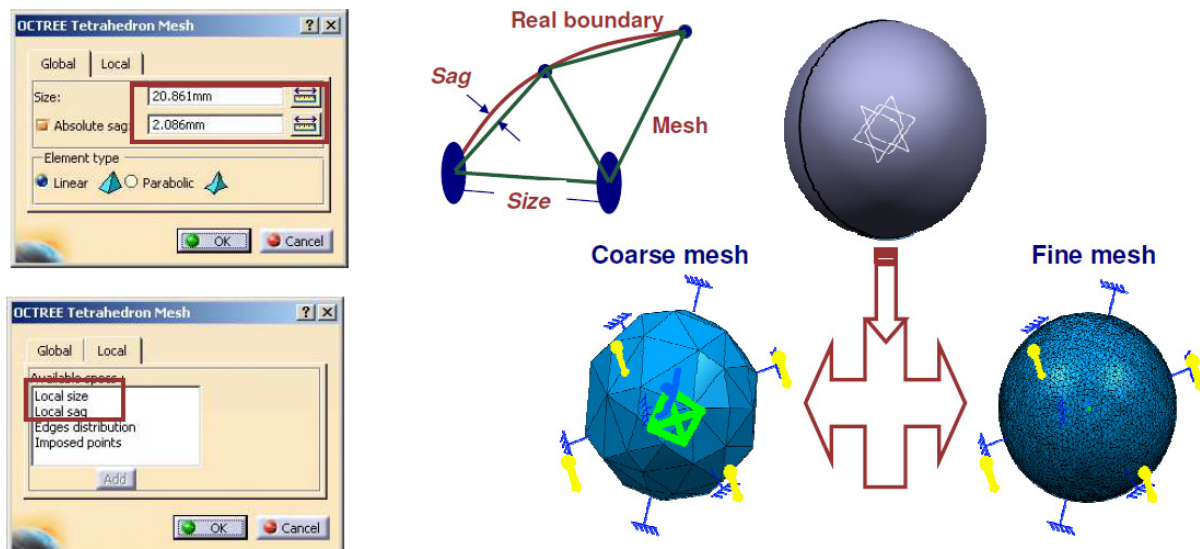 OCTREE Tetrahedron Mesh
Global
Local
Size:
20.861mm
Absolute sag:
2.086mm
Element type
Linear
Parabolic
OK
Cancel
OCTREE Tetrahedron Mesh
Global
Local
Available specs :
Local size
Local sag
Edges distribution
Imposed points
Add
OK
Cancel
Real boundary
Sag
Mesh
Size
Coarse mesh
Fine mesh